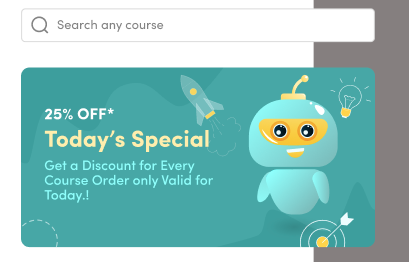 Search any course
25% OFF*
Today's Special
Get a Discount for Every
Course Order only Valid for
Today.!